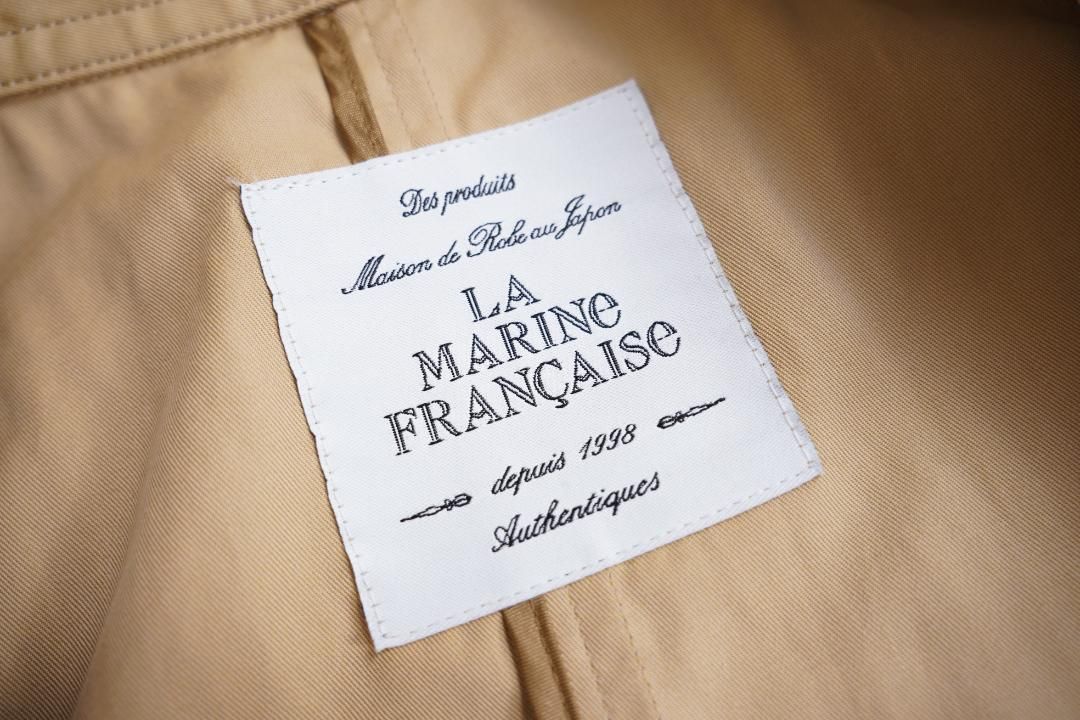 Des produits
Maison de Robe au Japon
LA
MARINE
FRANÇAISE
depuis 1998
Authentiques